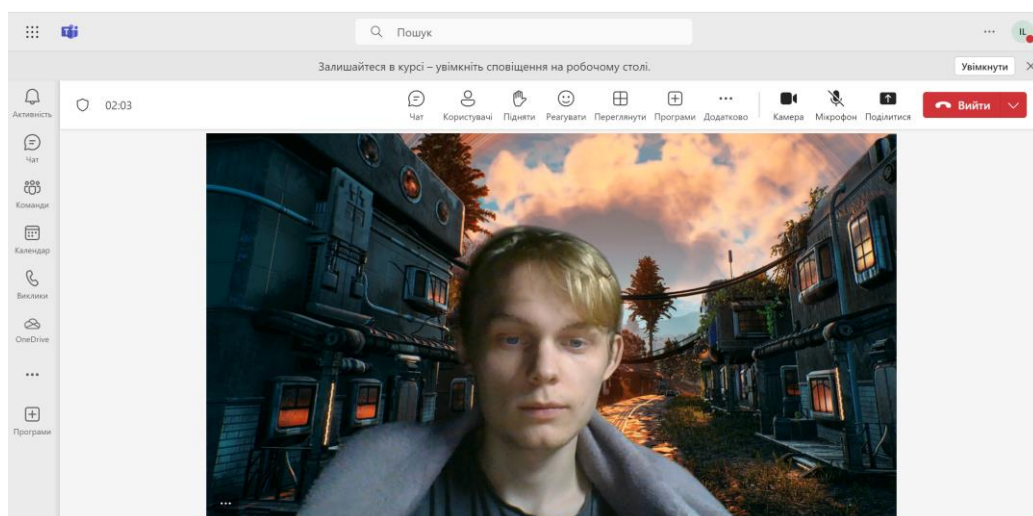 Пошук
IL
Залишайтеся в курсі – увімкніть сповіщення на робочому столі.
Увімкнути
Активність
Чат
Команди
Календар
Виклики
OneDrive
Програми
02:03
Чат
Користувачі
Підняти
Реагувати
Переглянути
Програми
Додатково
Камера
Мікрофон
Поділитися
Вийти